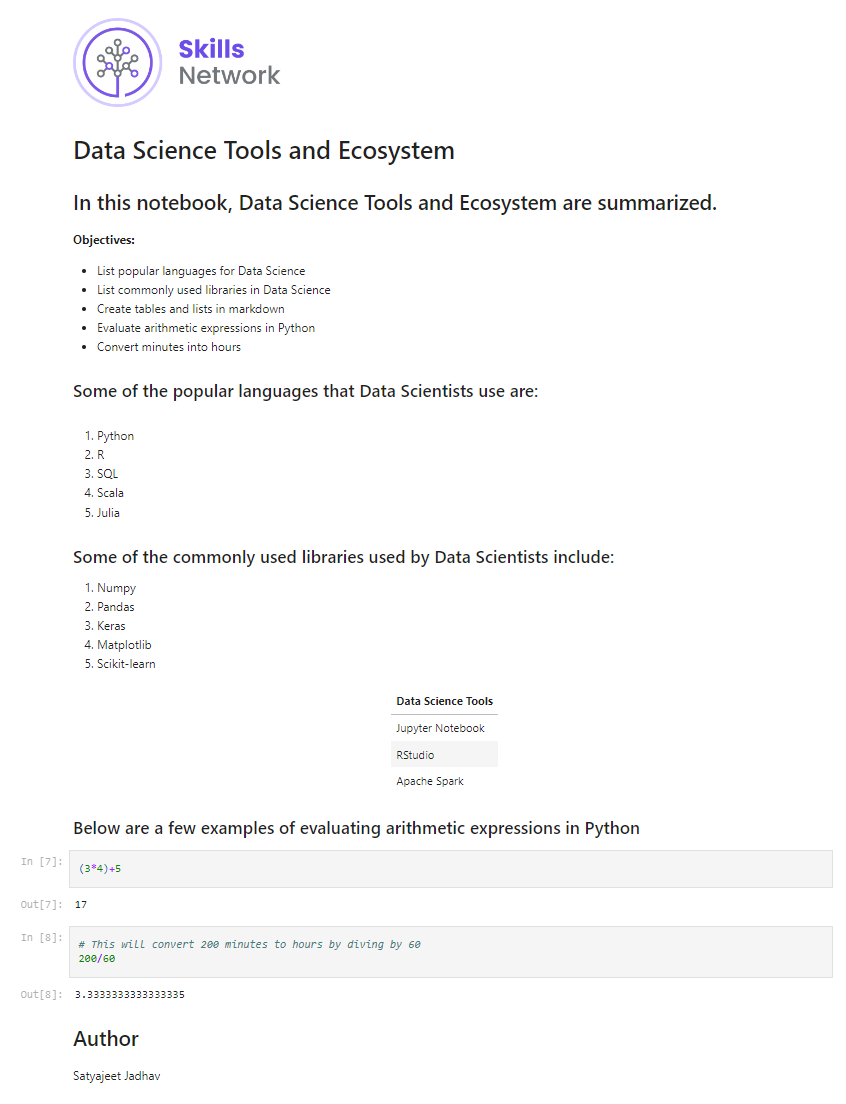 Skills
Network
Data Science Tools and Ecosystem
In this notebook, Data Science Tools and Ecosystem are summarized.
Objectives:
• List popular languages for Data Science
• List commonly used libraries in Data Science
• Create tables and lists in markdown
• Evaluate arithmetic expressions in Python
• Convert minutes into hours
Some of the popular languages that Data Scientists use are:
1. Python
2. R
3. SQL
4. Scala
5. Julia
Some of the commonly used libraries used by Data Scientists include:
1. Numpy
2. Pandas
3. Keras
4. Matplotlib
5. Scikit-learn
Data Science Tools
Jupyter Notebook
RStudio
Apache Spark
Below are a few examples of evaluating arithmetic expressions in Python
In [7]: (3*4)+5
Out[7]: 17
In [8]: # This will convert 200 minutes to hours by diving by 60
200/60
Out[8]: 3.3333333333333335
Author
Satyajeet Jadhav